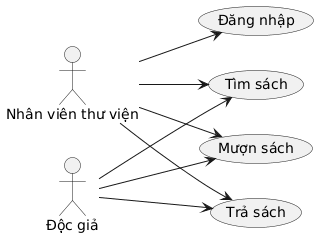 Đăng nhập
Tìm sách
Nhân viên thư viện
Mượn sách
Trả sách
Độc giả